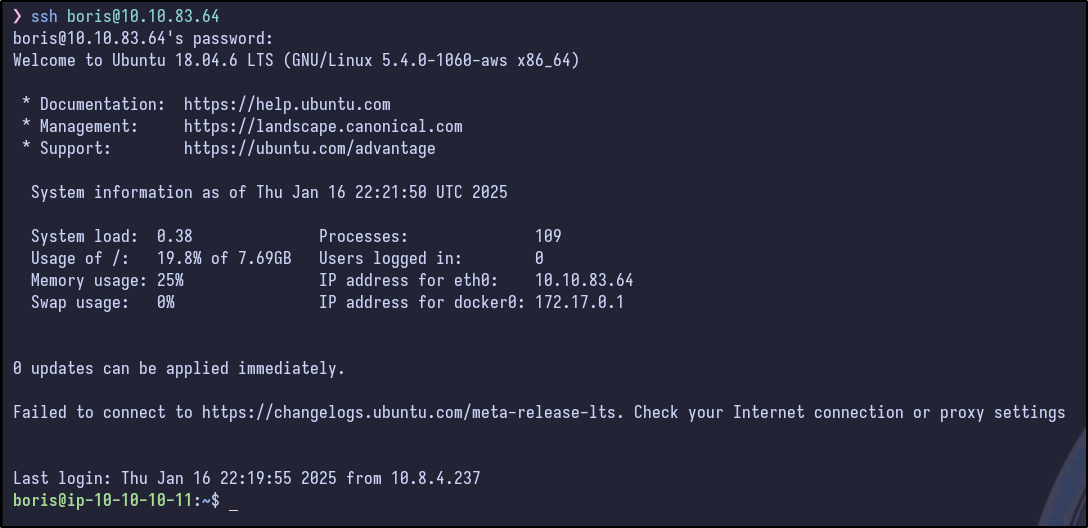 ❯ ssh boris@10.10.83.64
boris@10.10.83.64's password:
Welcome to Ubuntu 18.04.6 LTS (GNU/Linux 5.4.0-1060-aws x86_64)
* Documentation:  https://help.ubuntu.com
* Management:     https://landscape.canonical.com
* Support:        https://ubuntu.com/advantage
System information as of Thu Jan 16 22:21:50 UTC 2025
System load:  0.38              Processes:              109
Usage of /:   19.8% of 7.69GB   Users logged in:        0
Memory usage: 25%               IP address for eth0:    10.10.83.64
Swap usage:   0%                IP address for docker0: 172.17.0.1
0 updates can be applied immediately.
Failed to connect to https://changelogs.ubuntu.com/meta-release-lts. Check your Internet connection or proxy settings
Last login: Thu Jan 16 22:19:55 2025 from 10.8.4.237
boris@ip-10-10-10-11:~$ _